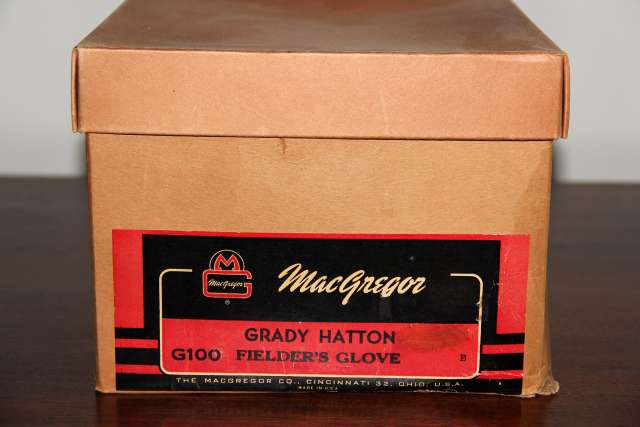 M
G
MacGregor
®
MacGregor
GRADY HATTON
G100 FIELDER'S GLOVE B
THE MACGREGOR CO., CINCINNATI 32, OHIO, U.S.A.
MADE IN U.S.A.